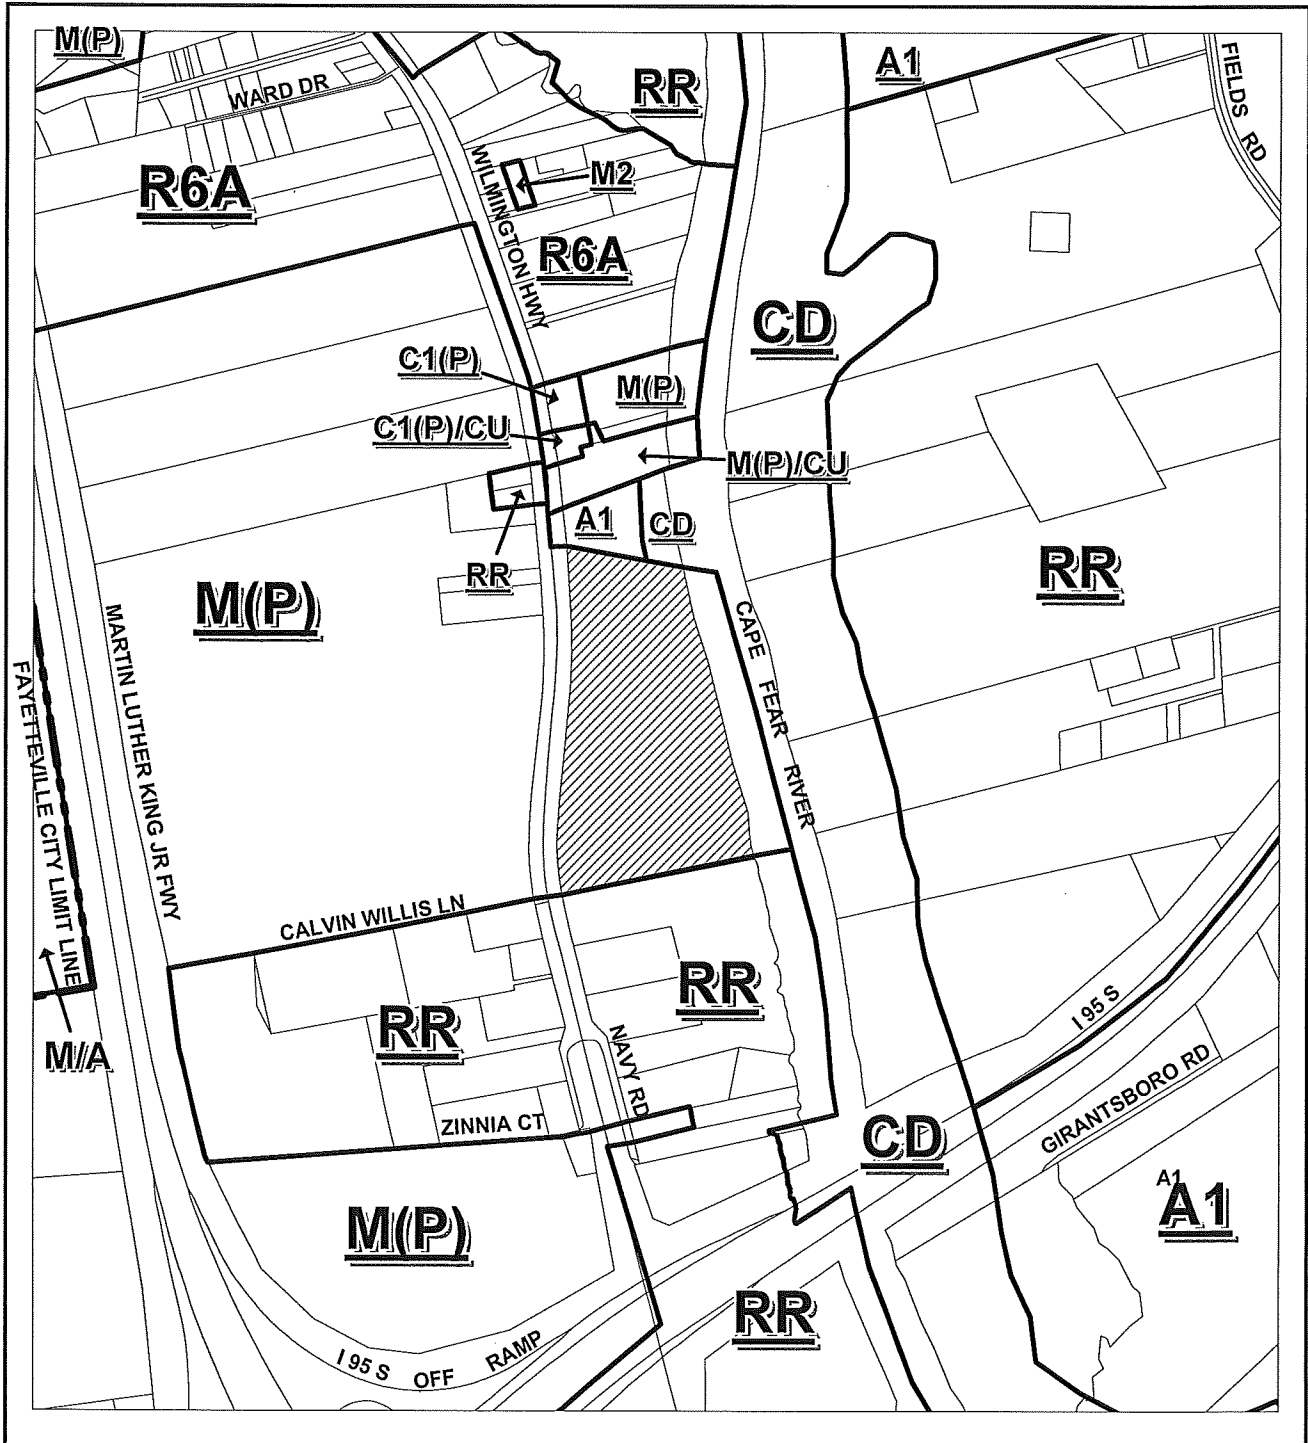 M(P)
A1
RR
FIELDS RD
WARD DR
R6A
WILMINGTON HWY
M2
R6A
CD
C1(P)
M(P)
C1(P)/CU
M(P)/CU
A1
CD
RR
RR
M(P)
CAPE FEAR RIVER
MARTIN LUTHER KING JR FWY
FAYETTEVILLE CITY LIMIT LINE
CALVIN WILLIS LN
RR
RR
M/A
I 95 S
NAVY RD
GIRANTSBORO RD
ZINNIA CT
CD
A1
A1
M(P)
RR
I 95 S OFF RAMP